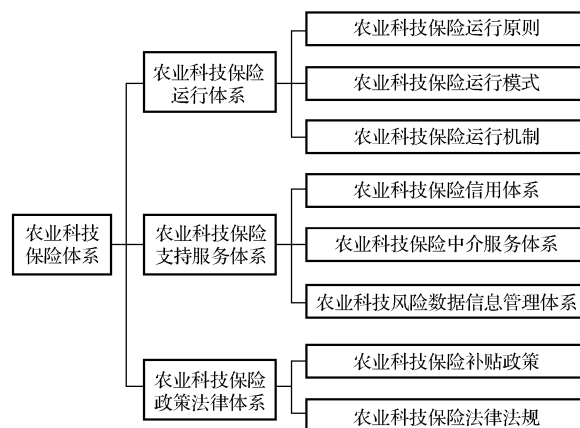 农业科技保险运行原则
农业科技保险
运行体系
农业科技保险运行模式
农业科技保险运行机制
农业科技保险信用体系
农业科技
保险体系
农业科技保险
支持服务体系
农业科技保险中介服务体系
农业科技风险数据信息管理体系
农业科技保险补贴政策
农业科技保险
政策法律体系
农业科技保险法律法规